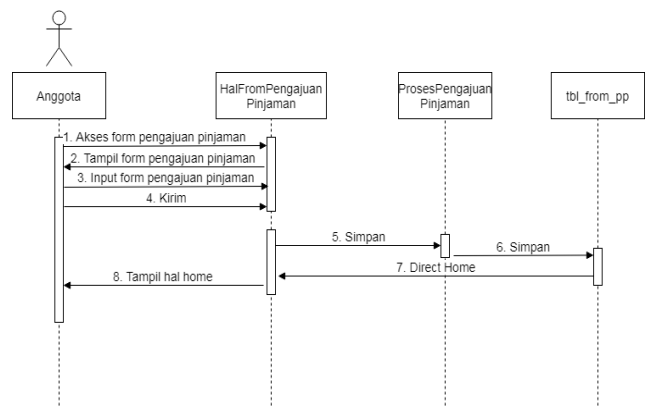 Anggota
HalFromPengajuan
Pinjaman
ProsesPengajuan
Pinjaman
tbl_from_pp
1. Akses form pengajuan pinjaman
2. Tampil form pengajuan pinjaman
3. Input form pengajuan pinjaman
4. Kirim
5. Simpan
6. Simpan
7. Direct Home
8. Tampil hal home